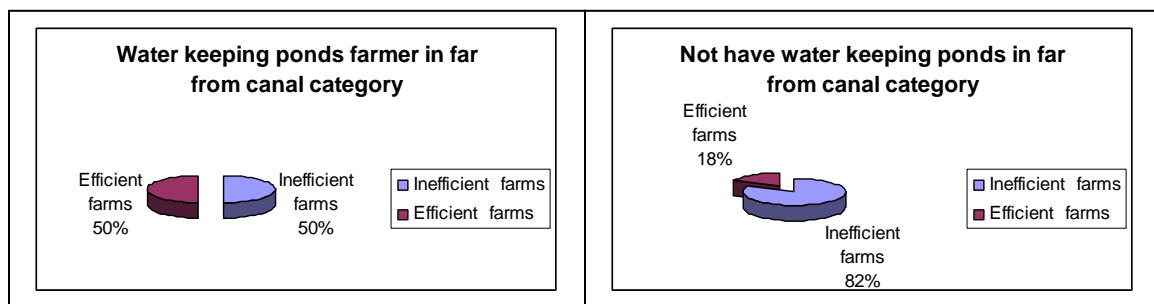 Water keeping ponds farmer in far
from canal category
Efficient
farms
50%
Inefficient
farms
50%
Inefficient farms
Efficient farms
Not have water keeping ponds in far
from canal category
Efficient
farms
18%
Inefficient
farms
82%
Inefficient farms
Efficient farms